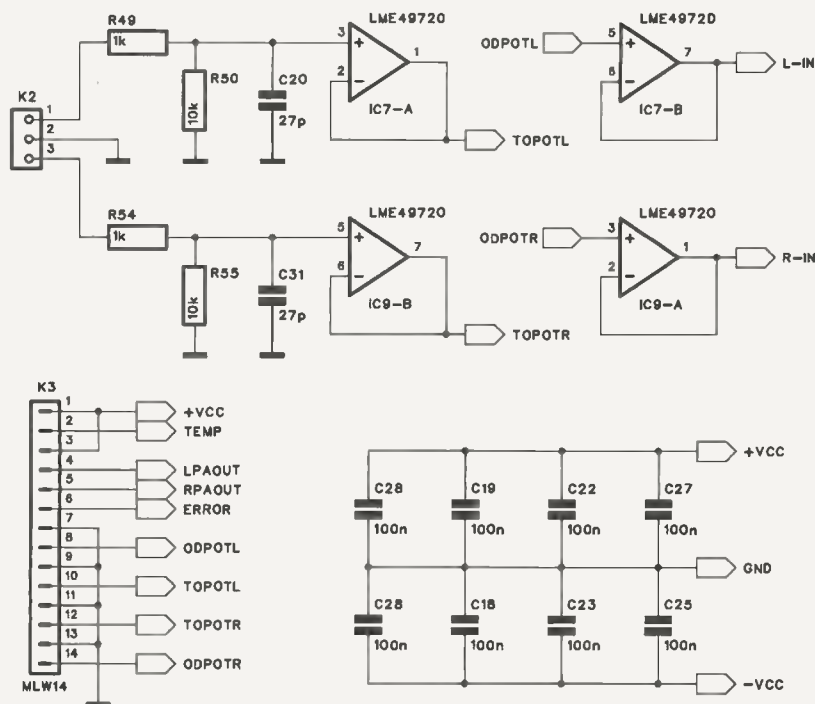 R49
1k
K2
1
2
3
R50
10k
C20
27p
LME49720
3
2
1
IC7-A
TOPOTL
ODPOTL
LME4972D
5
6
7
IC7-B
L-IN
R54
1k
R55
10k
C31
27p
LME49720
5
6
7
IC9-B
TOPOTR
ODPOTR
LME49720
3
2
1
IC9-A
R-IN
K3
1
2
3
4
5
6
7
8
9
10
11
12
13
14
MLW14
+VCC
TEMP
LPAOUT
RPAOUT
ERROR
ODPOTL
TOPOTL
TOPOTR
ODPOTR
C28
100n
C19
100n
C22
100n
C27
100n
+VCC
GND
C28
100n
C18
100n
C23
100n
C25
100n
-VCC